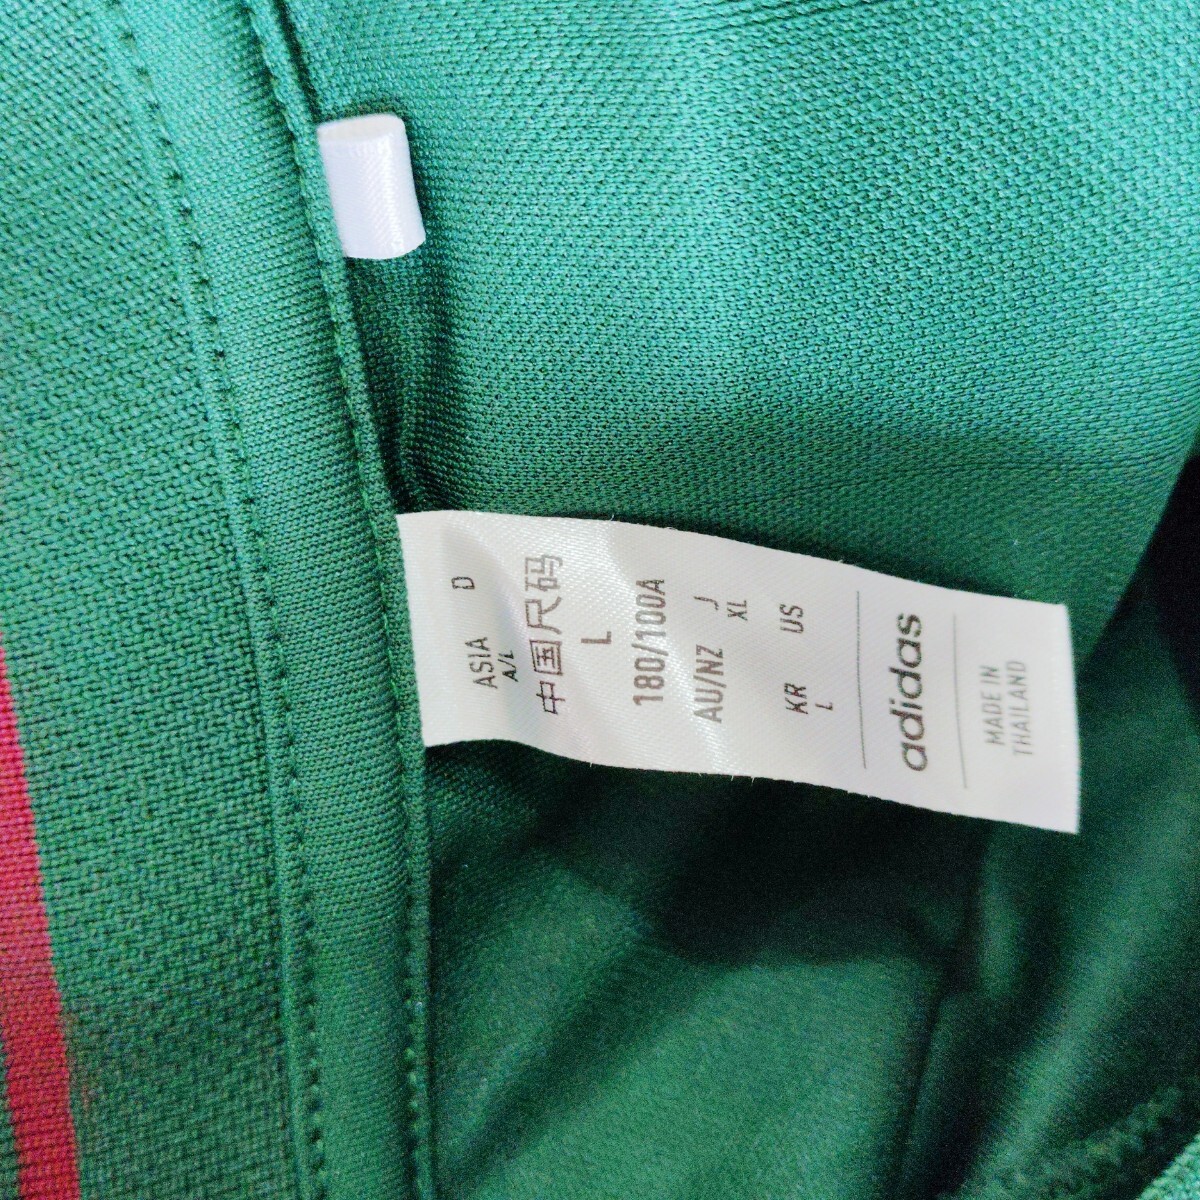 ASIA D
A/L
中国尺码
L
180/100A
AU/NZ J
XL
KR US
L
adidas
MADE IN
THAILAND